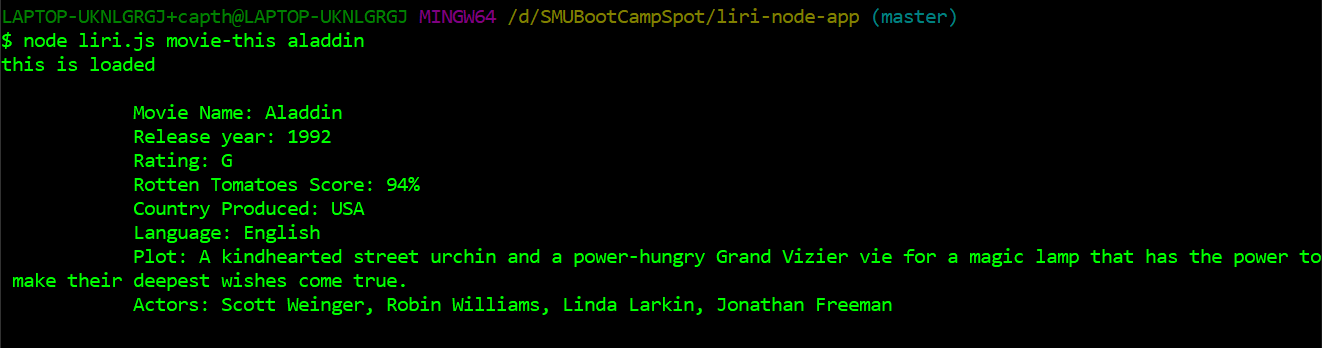 LAPTOP-UKNLGRGJ+capth@LAPTOP-UKNLGRGJ MINGW64 /d/SMUBootCampSpot/liri-node-app (master)
$ node liri.js movie-this aladdin
this is loaded
Movie Name: Aladdin
Release year: 1992
Rating: G
Rotten Tomatoes Score: 94%
Country Produced: USA
Language: English
Plot: A kindhearted street urchin and a power-hungry Grand Vizier vie for a magic lamp that has the power to
make their deepest wishes come true.
Actors: Scott Weinger, Robin Williams, Linda Larkin, Jonathan Freeman